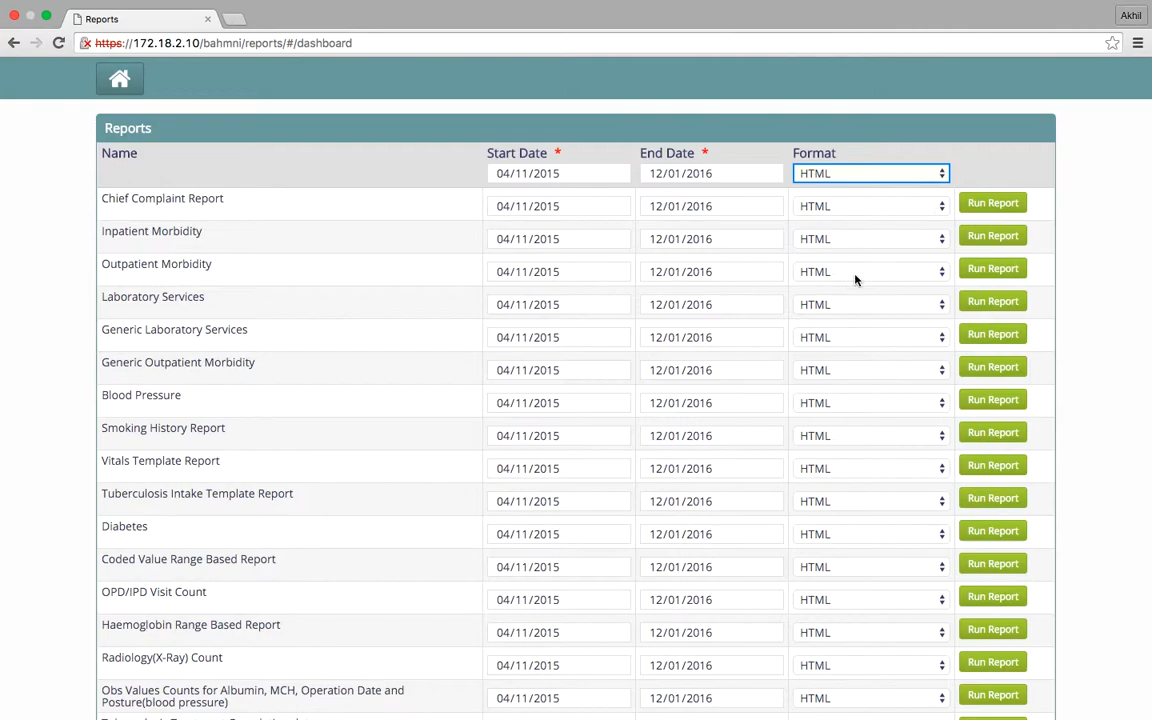 Reports
Akhil
https://172.18.2.10/bahmni/reports/#/dashboard
Reports
Name Start Date * End Date * Format
04/11/2015 12/01/2016 HTML
Chief Complaint Report 04/11/2015 12/01/2016 HTML Run Report
Inpatient Morbidity 04/11/2015 12/01/2016 HTML Run Report
Outpatient Morbidity 04/11/2015 12/01/2016 HTML Run Report
Laboratory Services 04/11/2015 12/01/2016 HTML Run Report
Generic Laboratory Services 04/11/2015 12/01/2016 HTML Run Report
Generic Outpatient Morbidity 04/11/2015 12/01/2016 HTML Run Report
Blood Pressure 04/11/2015 12/01/2016 HTML Run Report
Smoking History Report 04/11/2015 12/01/2016 HTML Run Report
Vitals Template Report 04/11/2015 12/01/2016 HTML Run Report
Tuberculosis Intake Template Report 04/11/2015 12/01/2016 HTML Run Report
Diabetes 04/11/2015 12/01/2016 HTML Run Report
Coded Value Range Based Report 04/11/2015 12/01/2016 HTML Run Report
OPD/IPD Visit Count 04/11/2015 12/01/2016 HTML Run Report
Haemoglobin Range Based Report 04/11/2015 12/01/2016 HTML Run Report
Radiology(X-Ray) Count 04/11/2015 12/01/2016 HTML Run Report
Obs Values Counts for Albumin, MCH, Operation Date and 04/11/2015 12/01/2016 HTML Run Report
Posture(blood pressure)